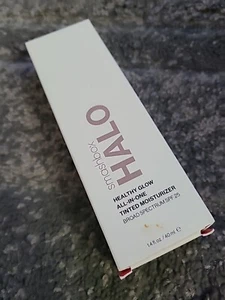 smashbox
HALO
HEALTHY GLOW
ALL-IN-ONE
TINTED MOISTURIZER
BROAD SPECTRUM SPF 25
1.4 fl.oz. / 40 ml ℮